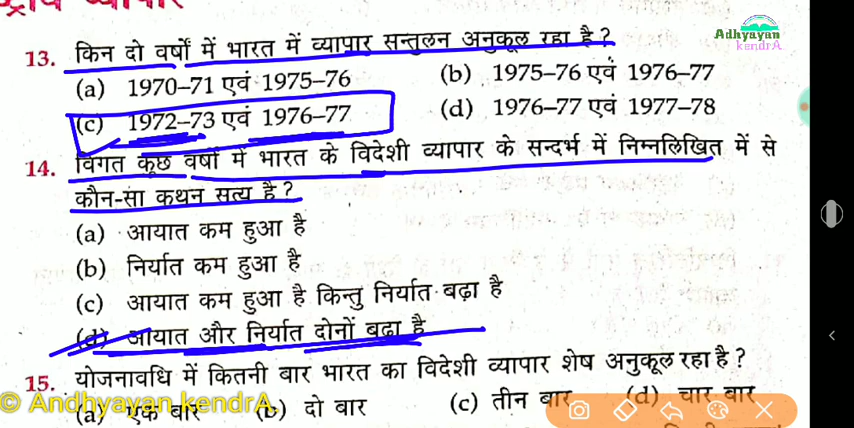 Adhyayan
kendrA
13. किन दो वर्षों में भारत में व्यापार सन्तुलन अनुकूल रहा है?
(a) 1970–71 एवं 1975–76 (b) 1975–76 एवं 1976–77
(c) 1972–73 एवं 1976–77 (d) 1976–77 एवं 1977–78
14. विगत कुछ वर्षों में भारत के विदेशी व्यापार के सन्दर्भ में निम्नलिखित में से
कौन-सा कथन सत्य है?
(a) आयात कम हुआ है
(b) निर्यात कम हुआ है
(c) आयात कम हुआ है किन्तु निर्यात बढ़ा है
(d) आयात और निर्यात दोनों बढ़ा है
15. योजनावधि में कितनी बार भारत का विदेशी व्यापार शेष अनुकूल रहा है?
(a) एक बार (b) दो बार (c) तीन बार (d) चार बार
© Andhyayan kendrA.